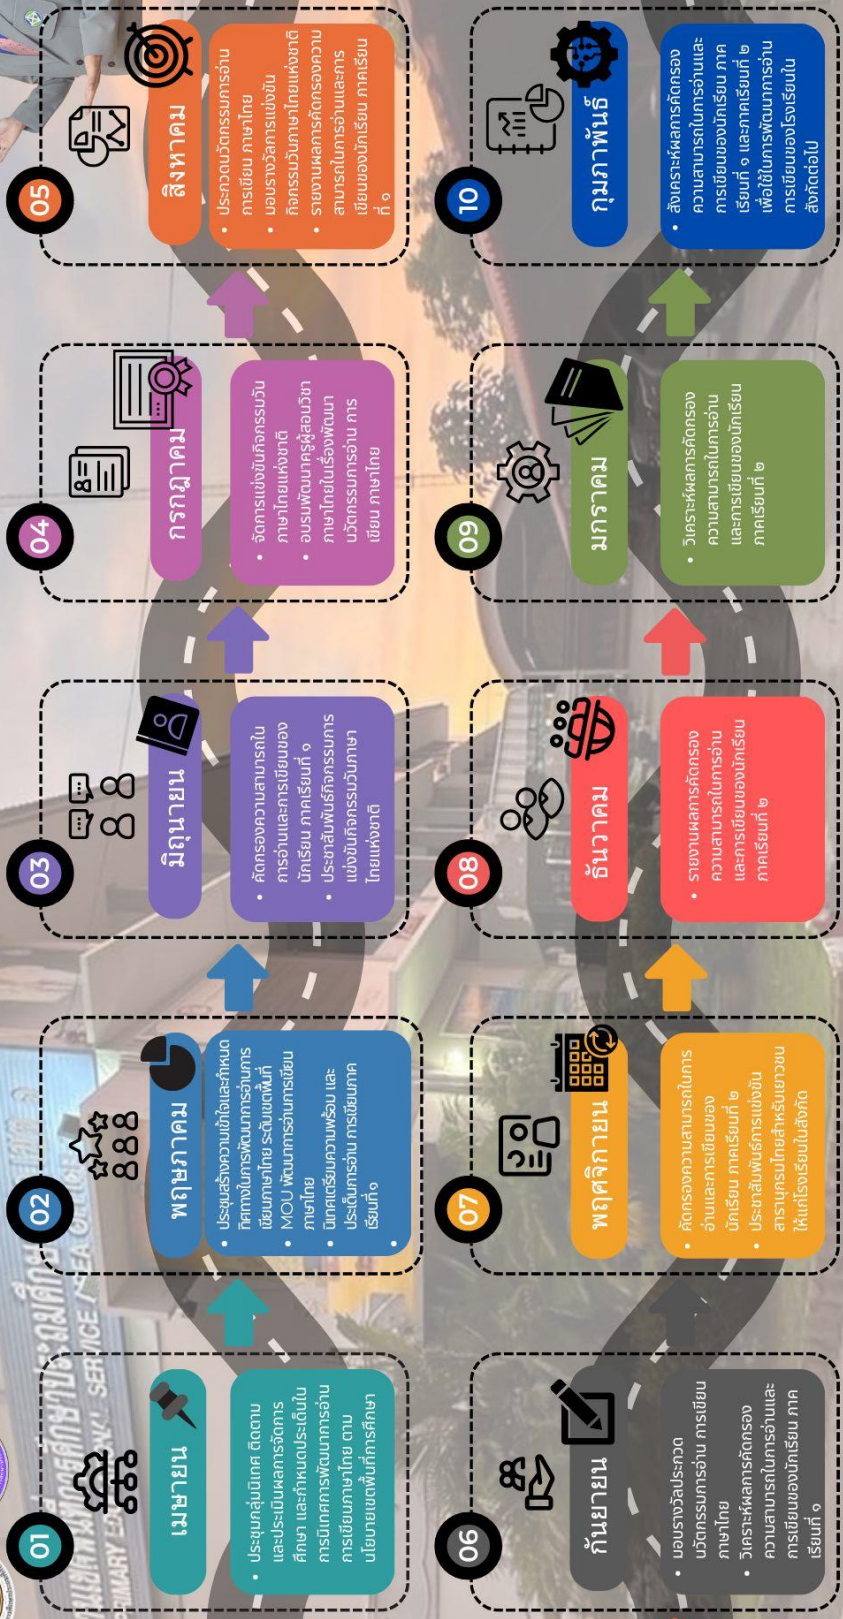 01
เมษายน
• ประชุมกลุ่มนิเทศ ติดตาม
และประเมินผลการจัดการ
ศึกษา และกำหนดประเด็นใน
การนิเทศการพัฒนาการอ่าน
การเขียนภาษาไทย ตาม
นโยบายเขตพื้นที่การศึกษา
02
พฤษภาคม
• ประชุมสร้างความเข้าใจและกำหนด
ทิศทางในการพัฒนาการอ่านการ
เขียนภาษาไทย ระดับเขตพื้นที่
• MOU พัฒนาการอ่านการเขียน
ภาษาไทย
• นิเทศเตรียมความพร้อม และ
ประเด็นการอ่าน การเขียนภาค
เรียนที่ ๑
•
03
มิถุนายน
• คัดกรองความสามารถใน
การอ่านและการเขียนของ
นักเรียน ภาคเรียนที่ ๑
• ประชาสัมพันธ์กิจกรรมการ
แข่งขันกิจกรรมวันภาษา
ไทยแห่งชาติ
04
กรกฎาคม
• จัดการแข่งขันกิจกรรมวัน
ภาษาไทยแห่งชาติ
• อบรมพัฒนาครูผู้สอนวิชา
ภาษาไทยในเรื่องพัฒนา
นวัตกรรมการอ่าน การ
เขียน ภาษาไทย
05
สิงหาคม
• ประกวดนวัตกรรมการอ่าน
การเขียน ภาษาไทย
• มอบรางวัลการแข่งขัน
กิจกรรมวันภาษาไทยแห่งชาติ
• รายงานผลการคัดกรองความ
สามารถในการอ่านและการ
เขียนของนักเรียน ภาคเรียน
ที่ ๑
06
กันยายน
• มอบรางวัลประกวด
นวัตกรรมการอ่าน การเขียน
ภาษาไทย
• วิเคราะห์ผลการคัดกรอง
ความสามารถในการอ่านและ
การเขียนของนักเรียน ภาค
เรียนที่ ๑
07
พฤศจิกายน
• คัดกรองความสามารถในการ
อ่านและการเขียนของ
นักเรียน ภาคเรียนที่ ๒
• ประชาสัมพันธ์การแข่งขัน
สารานุกรมไทยสำหรับเยาวชน
ให้แก่โรงเรียนในสังกัด
08
ธันวาคม
• รายงานผลการคัดกรอง
ความสามารถในการอ่าน
และการเขียนของนักเรียน
ภาคเรียนที่ ๒
09
มกราคม
• วิเคราะห์ผลการคัดกรอง
ความสามารถในการอ่าน
และการเขียนของนักเรียน
ภาคเรียนที่ ๒
10
กุมภาพันธ์
• สังเคราะห์ผลการคัดกรอง
ความสามารถในการอ่านและ
การเขียนของนักเรียน ภาค
เรียนที่ ๑ และภาคเรียนที่ ๒
เพื่อใช้ในการพัฒนาการอ่าน
การเขียนของโรงเรียนใน
สังกัดต่อไป